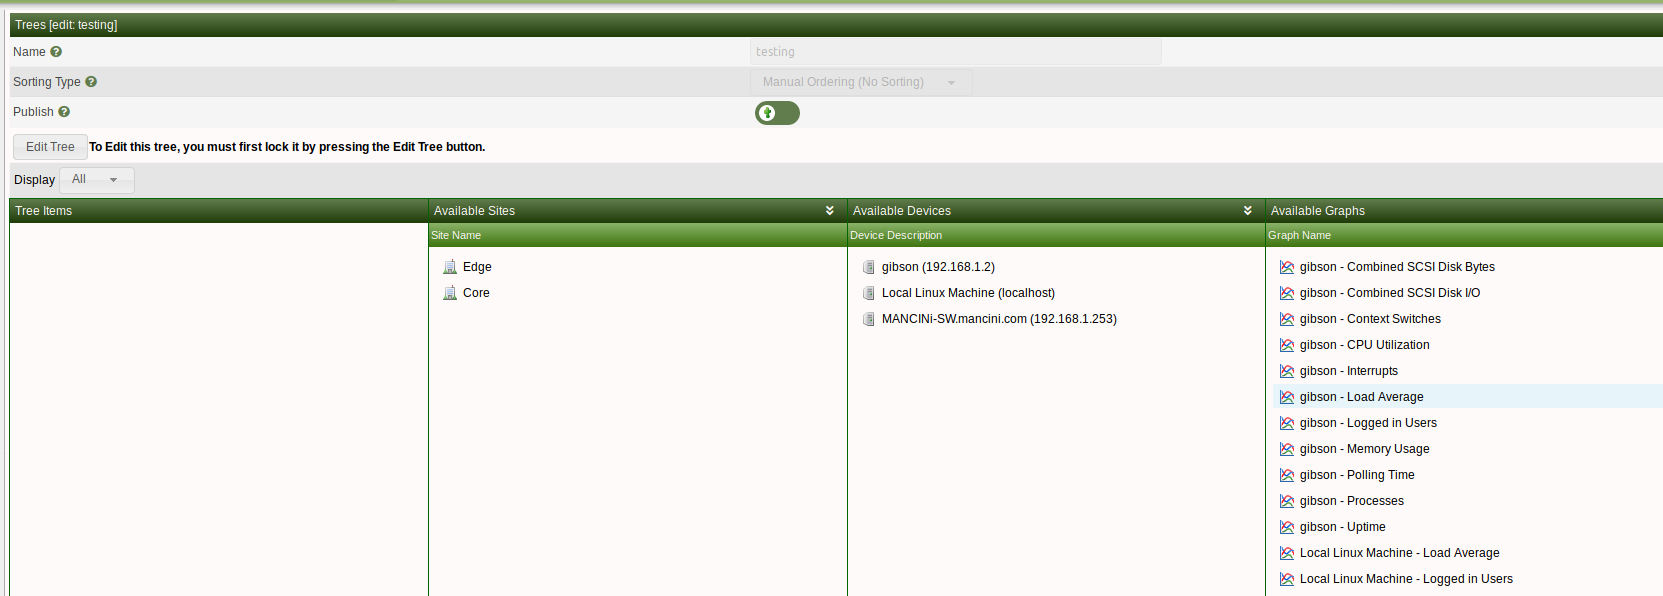 Trees [edit: testing]
Name
testing
Sorting Type
Manual Ordering (No Sorting)
Publish
Edit Tree To Edit this tree, you must first lock it by pressing the Edit Tree button.
Display All
Tree Items
Available Sites
Site Name
Edge
Core
Available Devices
Device Description
gibson (192.168.1.2)
Local Linux Machine (localhost)
MANCINi-SW.mancini.com (192.168.1.253)
Available Graphs
Graph Name
gibson - Combined SCSI Disk Bytes
gibson - Combined SCSI Disk I/O
gibson - Context Switches
gibson - CPU Utilization
gibson - Interrupts
gibson - Load Average
gibson - Logged in Users
gibson - Memory Usage
gibson - Polling Time
gibson - Processes
gibson - Uptime
Local Linux Machine - Load Average
Local Linux Machine - Logged in Users